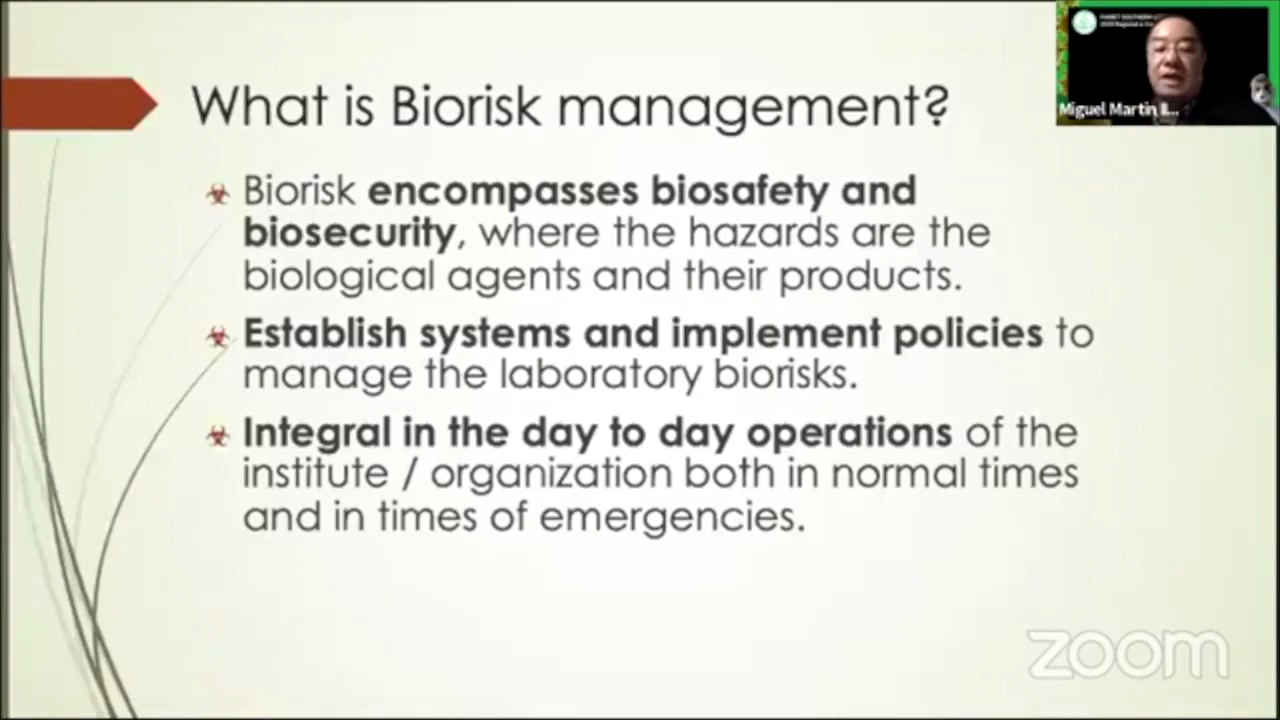 What is Biorisk management?
Biorisk encompasses biosafety and
biosecurity, where the hazards are the
biological agents and their products.
Establish systems and implement policies to
manage the laboratory biorisks.
Integral in the day to day operations of the
institute / organization both in normal times
and in times of emergencies.
Miguel Martin
zoom